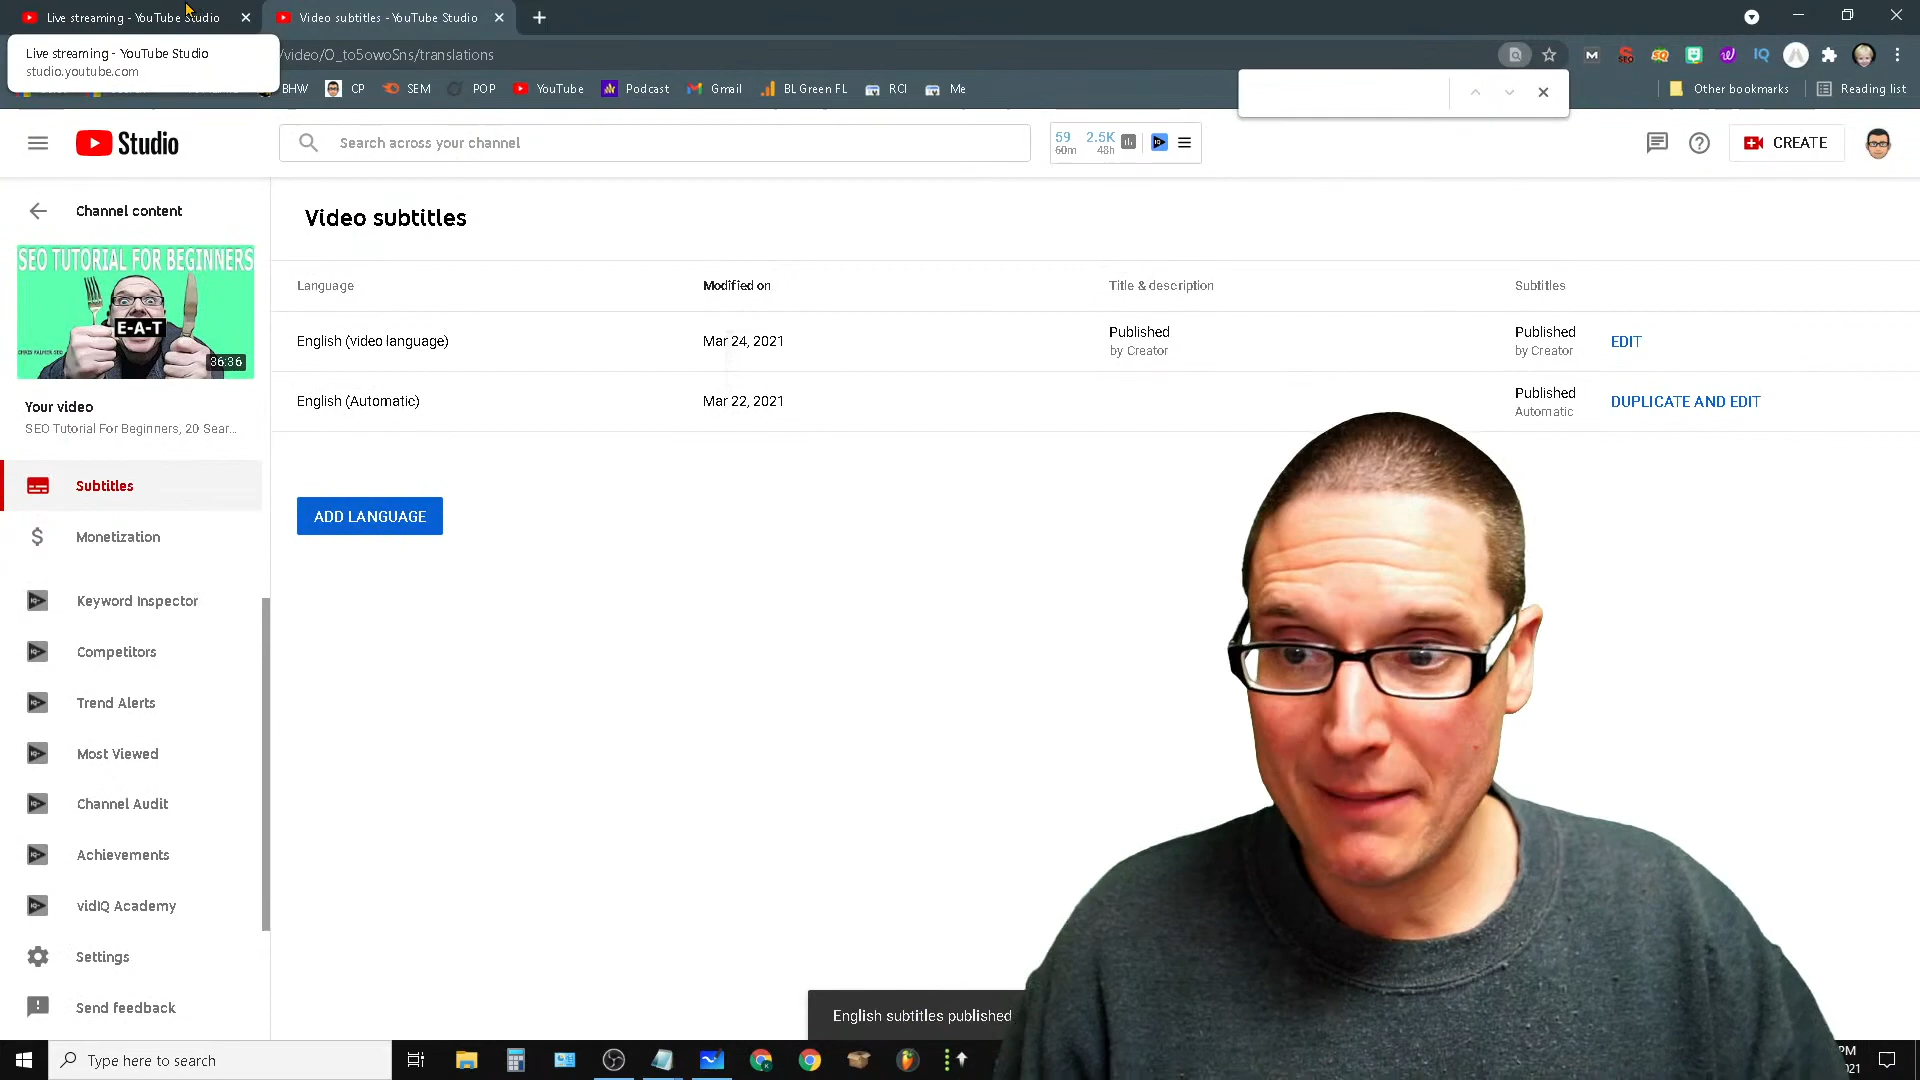 Live streaming - YouTube Studio
Video subtitles - YouTube Studio
Live streaming - YouTube Studio
studio.youtube.com
/video/O_to5owoSns/translations
BHW
CP
SEM
POP
YouTube
Podcast
Gmail
BL Green FL
RCI
Me
Other bookmarks
Reading list
Studio
Search across your channel
59
60m
2.5K
48h
CREATE
Channel content
SEO TUTORIAL FOR BEGINNERS
E-A-T
CHRIS PALMER SEO
36:36
Your video
SEO Tutorial For Beginners, 20 Sear...
Subtitles
Monetization
Keyword Inspector
Competitors
Trend Alerts
Most Viewed
Channel Audit
Achievements
vidIQ Academy
Settings
Send feedback
Video subtitles
Language
Modified on
Title & description
Subtitles
English (video language)
Mar 24, 2021
Published
by Creator
Published
by Creator
EDIT
English (Automatic)
Mar 22, 2021
Published
Automatic
DUPLICATE AND EDIT
ADD LANGUAGE
English subtitles published
Type here to search
PM